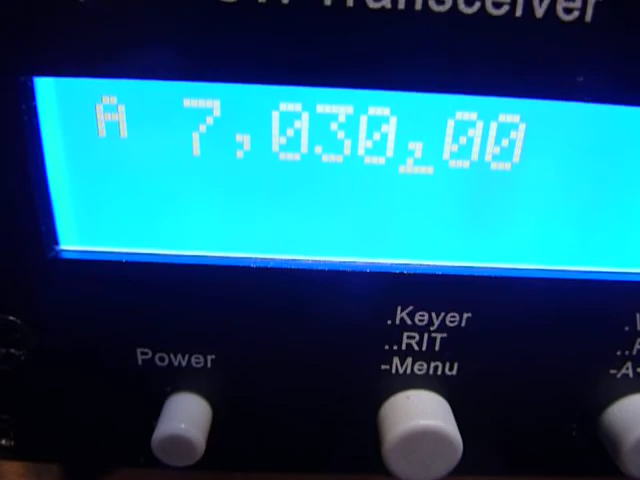 Transceiver
A 7,030,00
Power
.Keyer
..RIT
-Menu
-A-